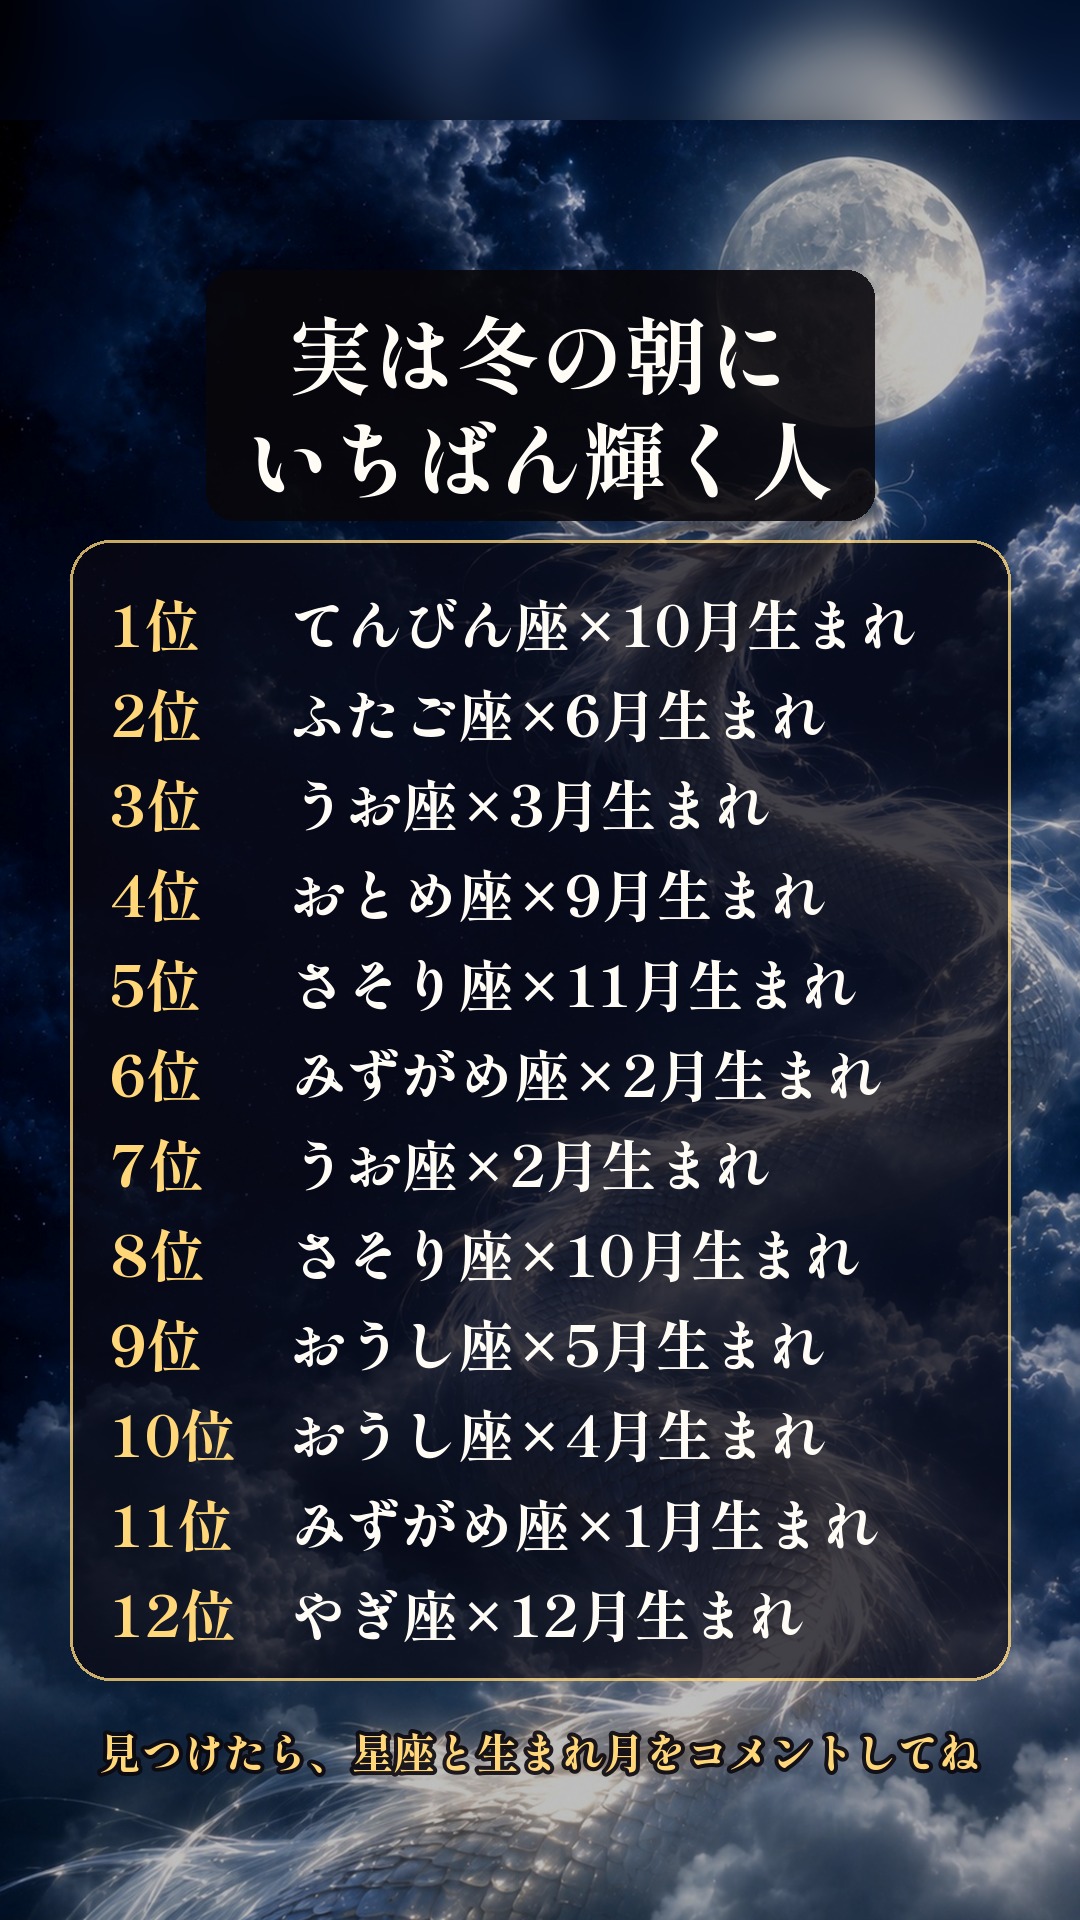 実は冬の朝に
いちばん輝く人
1位 てんびん座×10月生まれ
2位 ふたご座×6月生まれ
3位 うお座×3月生まれ
4位 おとめ座×9月生まれ
5位 さそり座×11月生まれ
6位 みずがめ座×2月生まれ
7位 うお座×2月生まれ
8位 さそり座×10月生まれ
9位 おうし座×5月生まれ
10位 おうし座×4月生まれ
11位 みずがめ座×1月生まれ
12位 やぎ座×12月生まれ
見つけたら、星座と生まれ月をコメントしてね